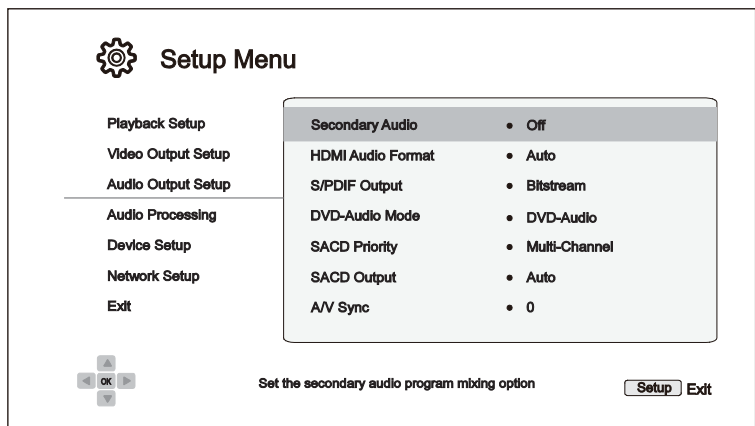 Setup Menu
Playback Setup
Video Output Setup
Audio Output Setup
Audio Processing
Device Setup
Network Setup
Exit
Secondary Audio • Off
HDMI Audio Format • Auto
S/PDIF Output • Bitstream
DVD-Audio Mode • DVD-Audio
SACD Priority • Multi-Channel
SACD Output • Auto
A/V Sync • 0
OK
Set the secondary audio program mixing option
Setup Exit